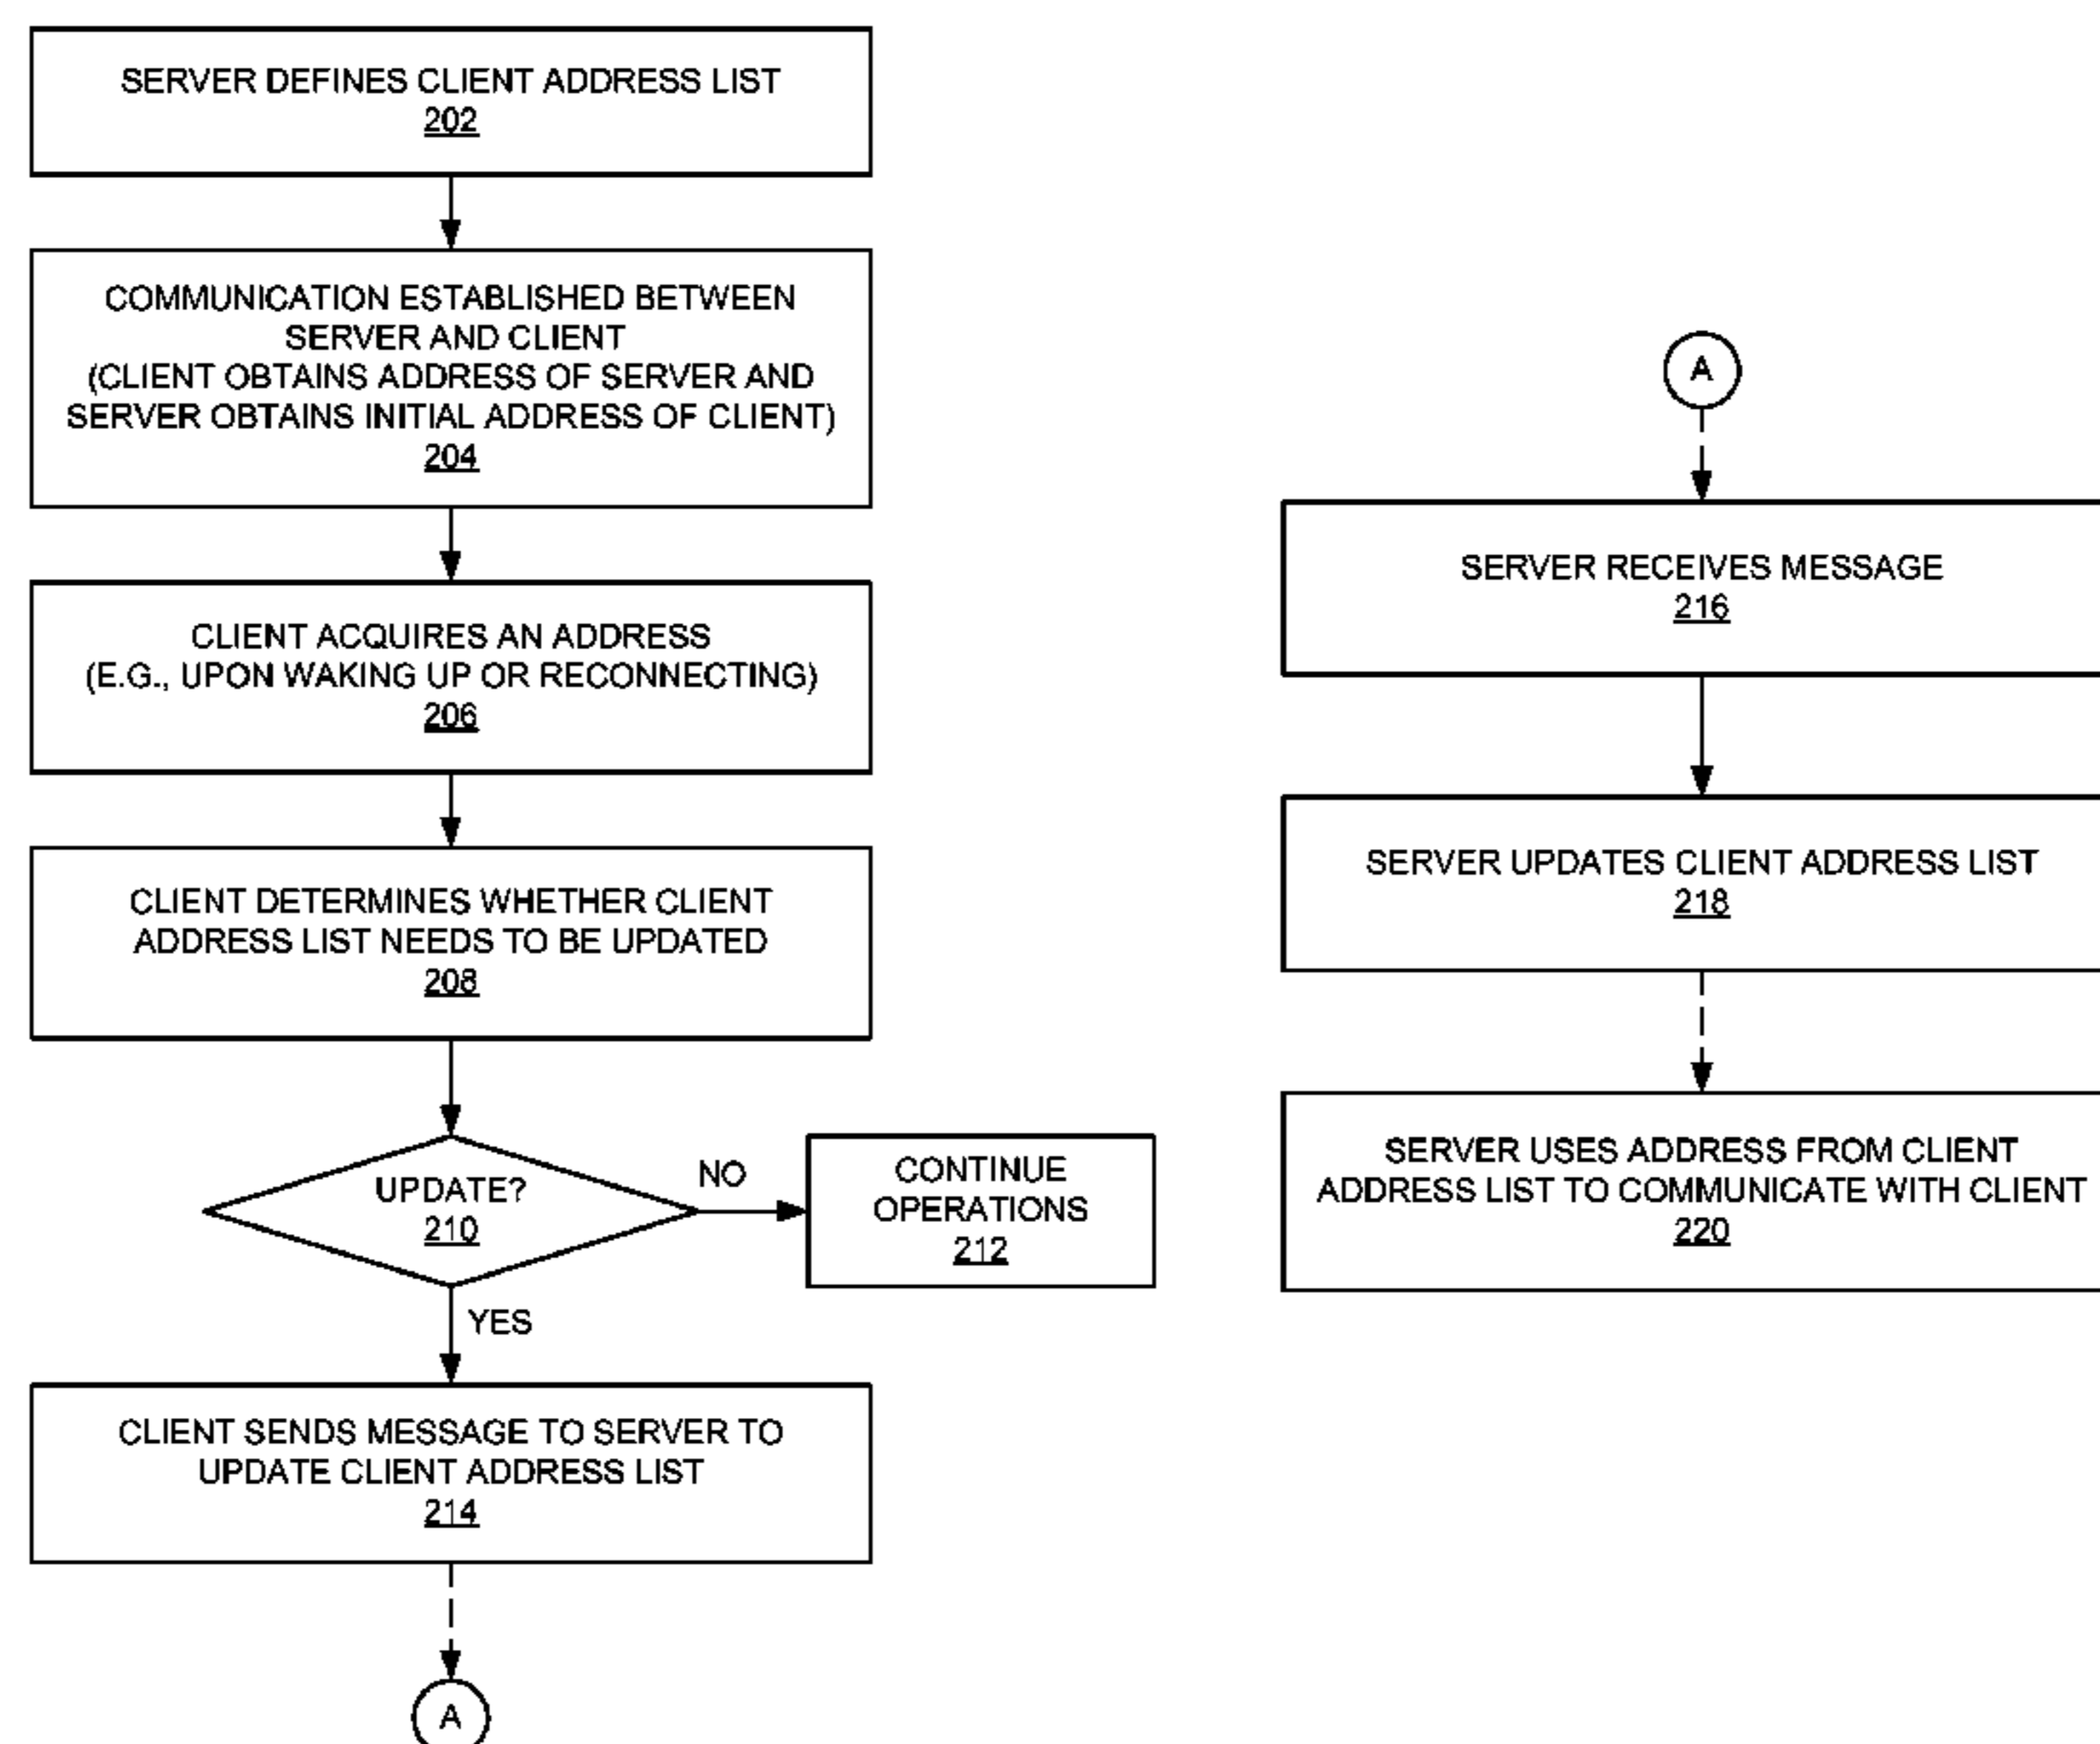 SERVER DEFINES CLIENT ADDRESS LIST
202
COMMUNICATION ESTABLISHED BETWEEN
SERVER AND CLIENT
(CLIENT OBTAINS ADDRESS OF SERVER AND
SERVER OBTAINS INITIAL ADDRESS OF CLIENT)
204
CLIENT ACQUIRES AN ADDRESS
(E.G., UPON WAKING UP OR RECONNECTING)
206
CLIENT DETERMINES WHETHER CLIENT
ADDRESS LIST NEEDS TO BE UPDATED
208
UPDATE?
210
NO
CONTINUE
OPERATIONS
212
YES
CLIENT SENDS MESSAGE TO SERVER TO
UPDATE CLIENT ADDRESS LIST
214
A
A
SERVER RECEIVES MESSAGE
216
SERVER UPDATES CLIENT ADDRESS LIST
218
SERVER USES ADDRESS FROM CLIENT
ADDRESS LIST TO COMMUNICATE WITH CLIENT
220